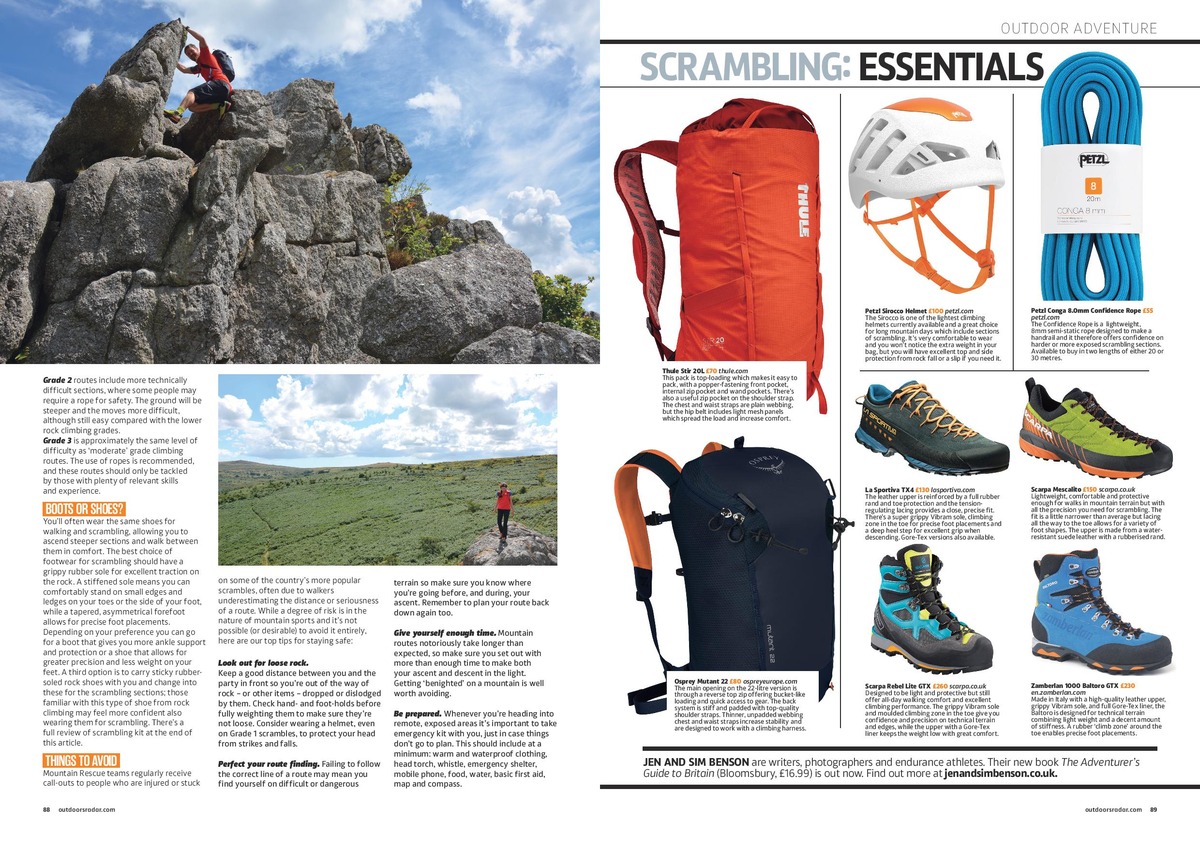 Grade 2 routes include more technically
difficult sections, where some people may
require a rope for safety. The ground will be
steeper and the moves more difficult,
although still easy compared with the lower
rock climbing grades.
Grade 3 is approximately the same level of
difficulty as 'moderate' grade climbing
routes. The use of ropes is recommended,
and these routes should only be tackled
by those with plenty of relevant skills
and experience.
BOOTS OR SHOES?
You'll often wear the same shoes for
walking and scrambling, allowing you to
ascend steeper sections and walk between
them in comfort. The best choice of
footwear for scrambling should have a
grippy rubber sole for excellent traction on
the rock. A stiffened sole means you can
comfortably stand on small edges and
ledges on your toes or the side of your foot,
while a tapered, asymmetrical forefoot
allows for precise foot placements.
Depending on your preference you can go
for a boot that gives you more ankle support
and protection or a shoe that allows for
greater precision and less weight on your
feet. A third option is to carry sticky rubber-
soled rock shoes with you and change into
these for the scrambling sections; those
familiar with this type of shoe from rock
climbing may feel more confident also
wearing them for scrambling. There's a
full review of scrambling kit at the end of
this article.
THINGS TO AVOID
Mountain Rescue teams regularly receive
call-outs to people who are injured or stuck
on some of the country's more popular
scrambles, often due to walkers
underestimating the distance or seriousness
of a route. While a degree of risk is in the
nature of mountain sports and it's not
possible (or desirable) to avoid it entirely,
here are our top tips for staying safe:
Look out for loose rock.
Keep a good distance between you and the
party in front so you're out of the way of
rock – or other items – dropped or dislodged
by them. Check hand- and foot-holds before
fully weighting them to make sure they're
not loose. Consider wearing a helmet, even
on Grade 1 scrambles, to protect your head
from strikes and falls.
Perfect your route finding. Failing to follow
the correct line of a route may mean you
find yourself on difficult or dangerous
terrain so make sure you know where
you're going before, and during, your
ascent. Remember to plan your route back
down again too.
Give yourself enough time. Mountain
routes notoriously take longer than
expected, so make sure you set out with
more than enough time to make both
your ascent and descent in the light.
Getting 'benighted' on a mountain is well
worth avoiding.
Be prepared. Whenever you're heading into
remote, exposed areas it's important to take
emergency kit with you, just in case things
don't go to plan. This should include at a
minimum: warm and waterproof clothing,
head torch, whistle, emergency shelter,
mobile phone, food, water, basic first aid,
map and compass.
88 outdoorsradar.com
OUTDOOR ADVENTURE
SCRAMBLING: ESSENTIALS
THULE
STIR 20
Thule Stir 20L £70 thule.com
This pack is top-loading which makes it easy to
pack, with a popper-fastening front pocket,
internal zip pocket and wand pockets. There's
also a useful zip pocket on the shoulder strap.
The chest and waist straps are plain webbing,
but the hip belt includes light mesh panels
which spread the load and increase comfort.
Petzl Sirocco Helmet £100 petzl.com
The Sirocco is one of the lightest climbing
helmets currently available and a great choice
for long mountain days which include sections
of scrambling. It's very comfortable to wear
and you won't notice the extra weight in your
bag, but you will have excellent top and side
protection from rock fall or a slip if you need it.
PETZL
8
20m
CONGA 8 mm
Petzl Conga 8.0mm Confidence Rope £55
petzl.com
The Confidence Rope is a lightweight,
8mm semi-static rope designed to make a
handrail and it therefore offers confidence on
harder or more exposed scrambling sections.
Available to buy in two lengths of either 20 or
30 metres.
OSPREY
mutant 22
Osprey Mutant 22 £80 ospreyeurope.com
The main opening on the 22-litre version is
through a reverse top zip offering bucket-like
loading and quick access to gear. The back
system is stiff and padded with top-quality
shoulder straps. Thinner, unpadded webbing
chest and waist straps increase stability and
are designed to work with a climbing harness.
LA SPORTIVA
La Sportiva TX4 £130 lasportiva.com
The leather upper is reinforced by a full rubber
rand and toe protection and the tension-
regulating lacing provides a close, precise fit.
There's a super grippy Vibram sole, climbing
zone in the toe for precise foot placements and
a deep heel step for excellent grip when
descending. Gore-Tex versions also available.
SCARPA
Scarpa Mescalito £150 scarpa.co.uk
Lightweight, comfortable and protective
enough for walks in mountain terrain but with
all the precision you need for scrambling. The
fit is a little narrower than average but lacing
all the way to the toe allows for a variety of
foot shapes. The upper is made from a water-
resistant suede leather with a rubberised rand.
Scarpa Rebel Lite GTX £260 scarpa.co.uk
Designed to be light and protective but still
offer all-day walking comfort and excellent
climbing performance. The grippy Vibram sole
and moulded climbing zone in the toe give you
confidence and precision on technical terrain
and edges, while the upper with a Gore-Tex
liner keeps the weight low with great comfort.
Zamberlan
Zamberlan 1000 Baltoro GTX £230
en.zamberlan.com
Made in Italy with a high-quality leather upper,
grippy Vibram sole, and full Gore-Tex liner, the
Baltoro is designed for technical terrain
combining light weight and a decent amount
of stiffness. A rubber 'climb zone' around the
toe enables precise foot placements.
JEN AND SIM BENSON are writers, photographers and endurance athletes. Their new book The Adventurer's
Guide to Britain (Bloomsbury, £16.99) is out now. Find out more at jenandsimbenson.co.uk.
outdoorsradar.com 89